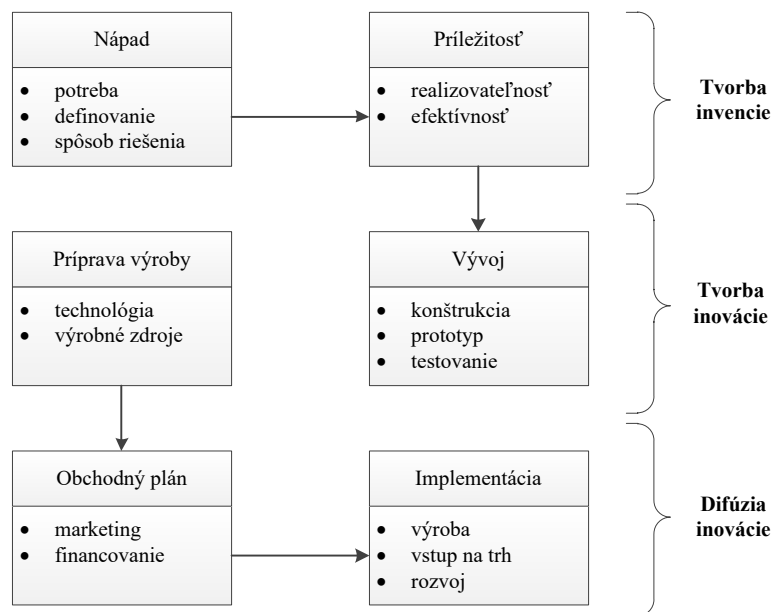 Nápad
• potreba
• definovanie
• spôsob riešenia
Príležitosť
• realizovateľnosť
• efektívnosť
Tvorba
invencie
Príprava výroby
• technológia
• výrobné zdroje
Vývoj
• konštrukcia
• prototyp
• testovanie
Tvorba
inovácie
Obchodný plán
• marketing
• financovanie
Implementácia
• výroba
• vstup na trh
• rozvoj
Difúzia
inovácie